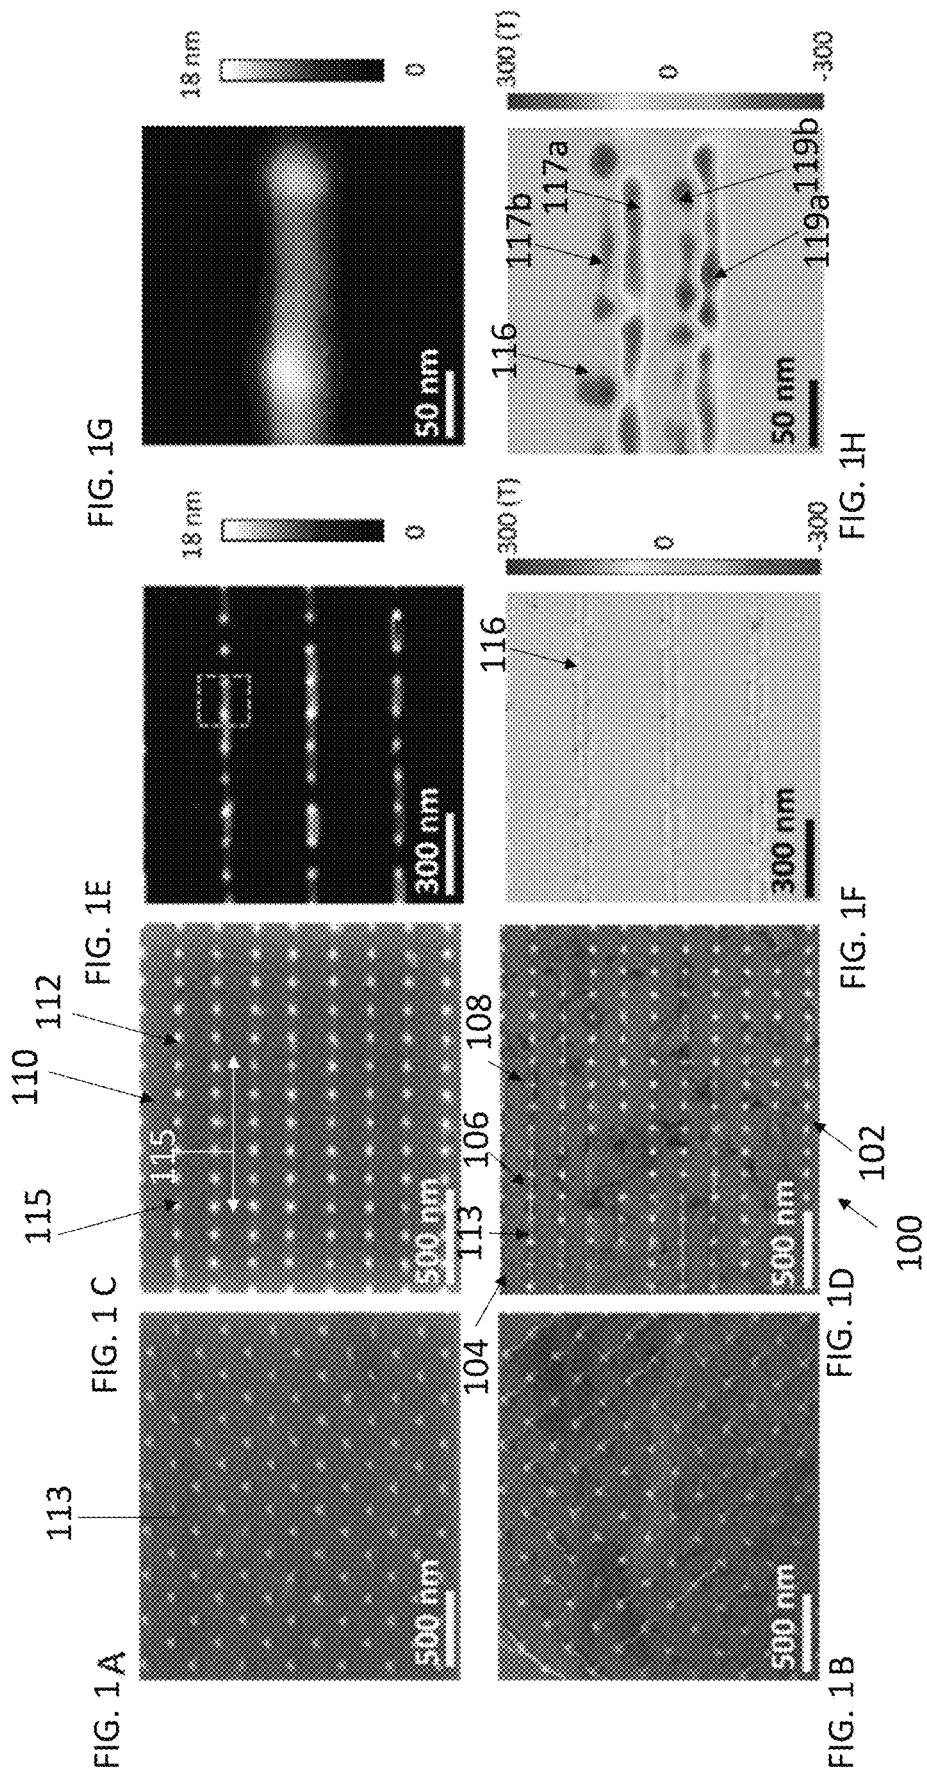 FIG. 1 A
113
500 nm
FIG. 1 C
115
110
112
115
500 nm
FIG. 1E
300 nm
18 nm
0
FIG. 1G
50 nm
18 nm
0
FIG. 1B
500 nm
FIG. 1D
104
113
106
108
500 nm
100
102
FIG. 1F
116
300 nm
300 (T)
0
-300
FIG. 1H
116
117b
117a
119a
119b
50 nm
300 (T)
0
-300